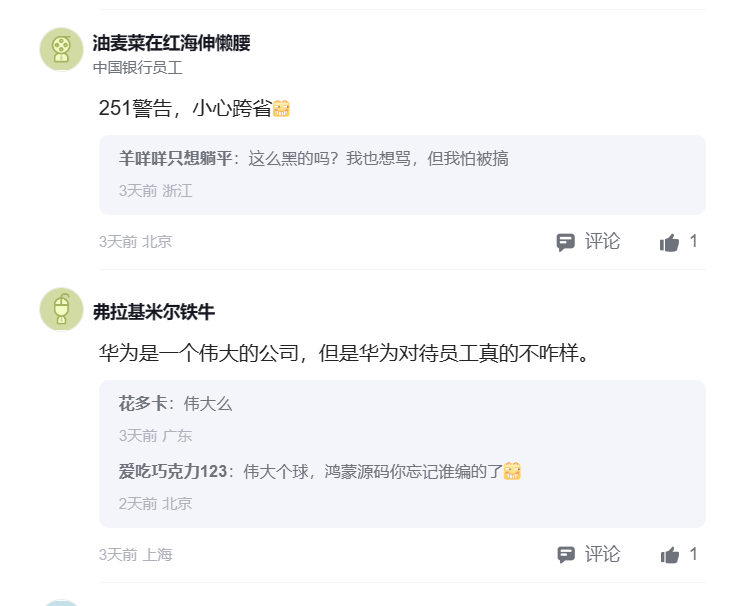 油麦菜在红海伸懒腰
中国银行员工
251警告，小心跨省
羊咩咩只想躺平：这么黑的吗？我也想骂，但我怕被搞
3天前 浙江
3天前 北京
评论
1
弗拉基米尔铁牛
华为是一个伟大的公司，但是华为对待员工真的不咋样。
花多卡：伟大么
3天前 广东
爱吃巧克力123：伟大个球，鸿蒙源码你忘记谁编的了
2天前 北京
3天前 上海
评论
1